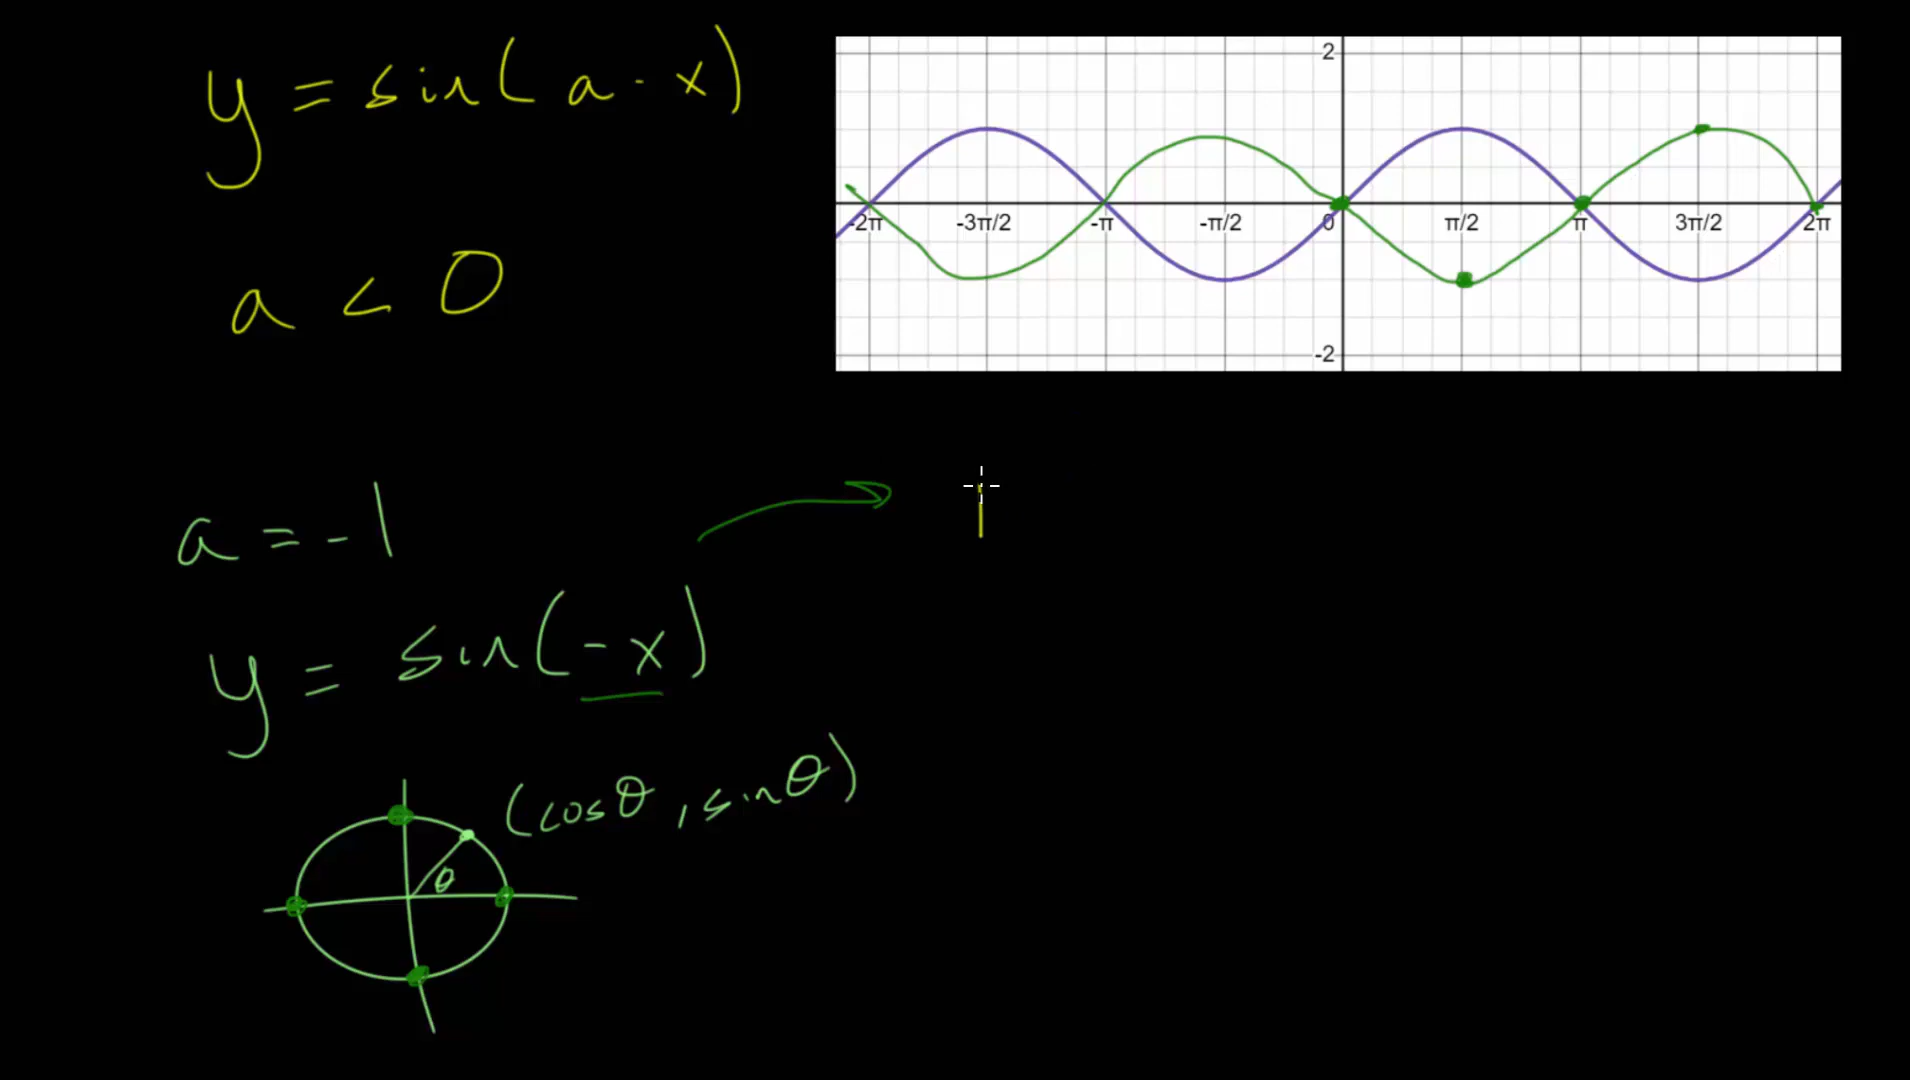 y = sin(a·x)
a < 0
2
-2π -3π/2 -π -π/2 0 π/2 π 3π/2 2π
-2
a = -1
y = sin(-x)
(cosθ, sinθ)
θ